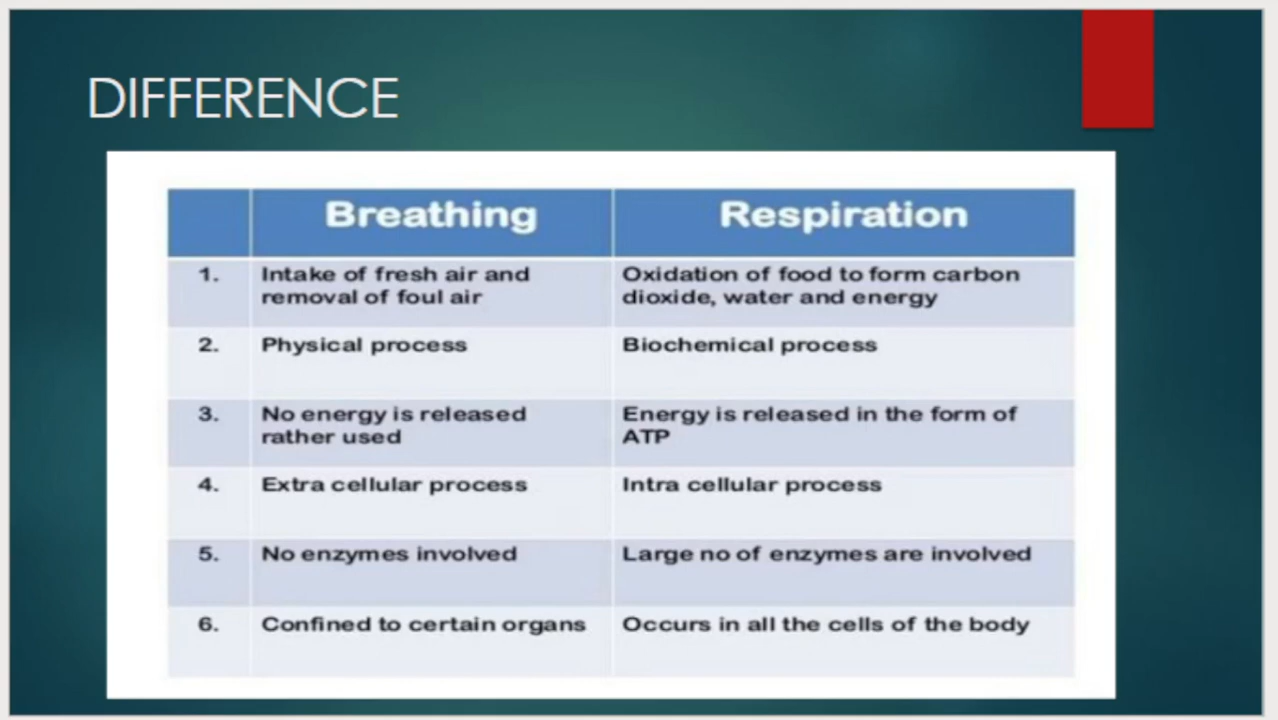 DIFFERENCE
Breathing Respiration
1. Intake of fresh air and Oxidation of food to form carbon
removal of foul air dioxide, water and energy
2. Physical process Biochemical process
3. No energy is released Energy is released in the form of
rather used ATP
4. Extra cellular process Intra cellular process
5. No enzymes involved Large no of enzymes are involved
6. Confined to certain organs Occurs in all the cells of the body